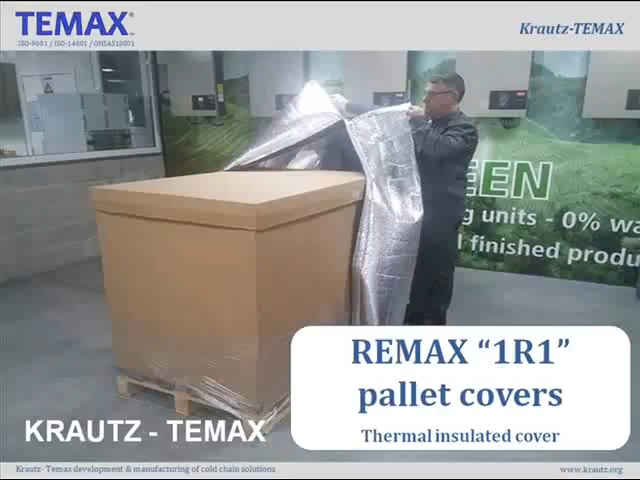 TEMAX™
ISO-9001 / ISO-14001 / OHSAS18001
Krautz-TEMAX
EEN
g units - 0% wa
l finished produ
REMAX “1R1”
pallet covers
Thermal insulated cover
KRAUTZ - TEMAX
Krautz- Temax development & manufacturing of cold chain solutions
www.krautz.org